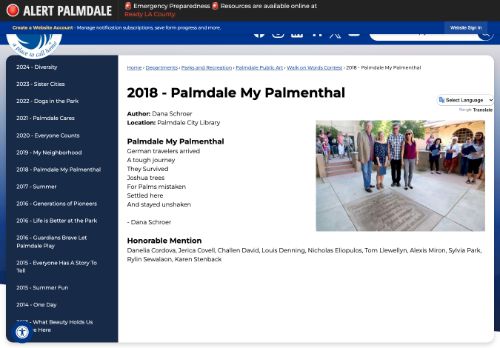 ALERT PALMDALE
🚨 Emergency Preparedness 🚨 Resources are available online at
Ready LA County.
Create a Website Account - Manage notification subscriptions, save form progress and more.
Website Sign In
a place to call home
2024 - Diversity
2023 - Sister Cities
2022 - Dogs in the Park
2021 - Palmdale Cares
2020 - Everyone Counts
2019 - My Neighborhood
2018 - Palmdale My Palmenthal
2017 - Summer
2016 - Generations of Pioneers
2016 - Life is Better at the Park
2016 - Guardians Brave Let
Palmdale Play
2015 - Everyone Has A Story To
Tell
2015 - Summer Fun
2014 - One Day
What Beauty Holds Us
Here
Home › Departments › Parks and Recreation › Palmdale Public Art › Walk on Words Contest › 2018 - Palmdale My Palmenthal
2018 - Palmdale My Palmenthal
Select Language
Google Translate
Author: Dana Schroer
Location: Palmdale City Library
Palmdale My Palmenthal
German travelers arrived
A tough journey
They Survived
Joshua trees
For Palms mistaken
Settled here
And stayed unshaken
- Dana Schroer
Honorable Mention
Danelia Cordova, Jerica Covell, Challen David, Louis Denning, Nicholas Eliopulos, Tom Llewellyn, Alexis Miron, Sylvia Park,
Rylin Sewalaon, Karen Stenback